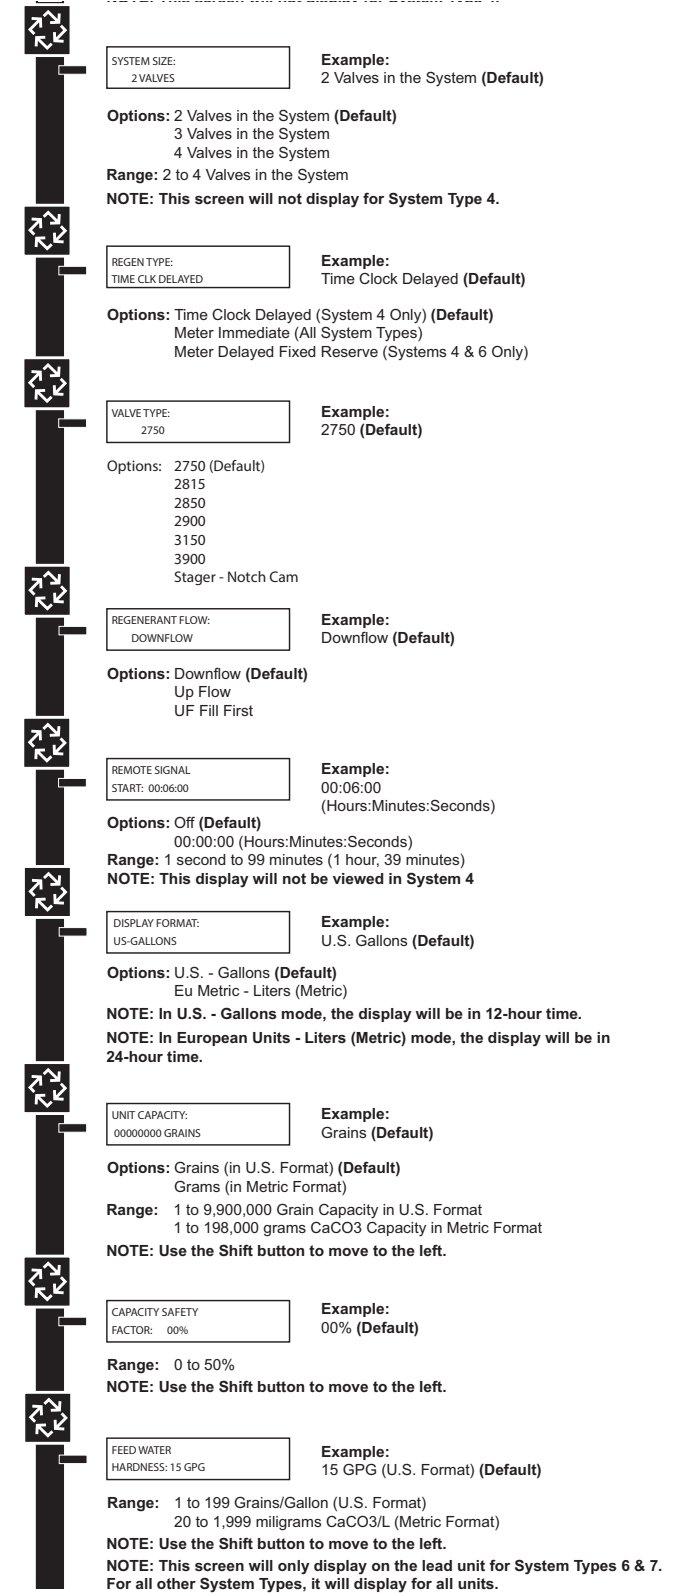 SYSTEM SIZE:
2 VALVES
Example:
2 Valves in the System (Default)
Options: 2 Valves in the System (Default)
3 Valves in the System
4 Valves in the System
Range: 2 to 4 Valves in the System
NOTE: This screen will not display for System Type 4.
REGEN TYPE:
TIME CLK DELAYED
Example:
Time Clock Delayed (Default)
Options: Time Clock Delayed (System 4 Only) (Default)
Meter Immediate (All System Types)
Meter Delayed Fixed Reserve (Systems 4 & 6 Only)
VALVE TYPE:
2750
Example:
2750 (Default)
Options: 2750 (Default)
2815
2850
2900
3150
3900
Stager - Notch Cam
REGENERANT FLOW:
DOWNFLOW
Example:
Downflow (Default)
Options: Downflow (Default)
Up Flow
UF Fill First
REMOTE SIGNAL
START: 00:06:00
Example:
00:06:00
(Hours:Minutes:Seconds)
Options: Off (Default)
00:00:00 (Hours:Minutes:Seconds)
Range: 1 second to 99 minutes (1 hour, 39 minutes)
NOTE: This display will not be viewed in System 4
DISPLAY FORMAT:
US-GALLONS
Example:
U.S. Gallons (Default)
Options: U.S. - Gallons (Default)
Eu Metric - Liters (Metric)
NOTE: In U.S. - Gallons mode, the display will be in 12-hour time.
NOTE: In European Units - Liters (Metric) mode, the display will be in
24-hour time.
UNIT CAPACITY:
00000000 GRAINS
Example:
Grains (Default)
Options: Grains (in U.S. Format) (Default)
Grams (in Metric Format)
Range: 1 to 9,900,000 Grain Capacity in U.S. Format
1 to 198,000 grams CaCO3 Capacity in Metric Format
NOTE: Use the Shift button to move to the left.
CAPACITY SAFETY
FACTOR: 00%
Example:
00% (Default)
Range: 0 to 50%
NOTE: Use the Shift button to move to the left.
FEED WATER
HARDNESS: 15 GPG
Example:
15 GPG (U.S. Format) (Default)
Range: 1 to 199 Grains/Gallon (U.S. Format)
20 to 1,999 miligrams CaCO3/L (Metric Format)
NOTE: Use the Shift button to move to the left.
NOTE: This screen will only display on the lead unit for System Types 6 & 7.
For all other System Types, it will display for all units.